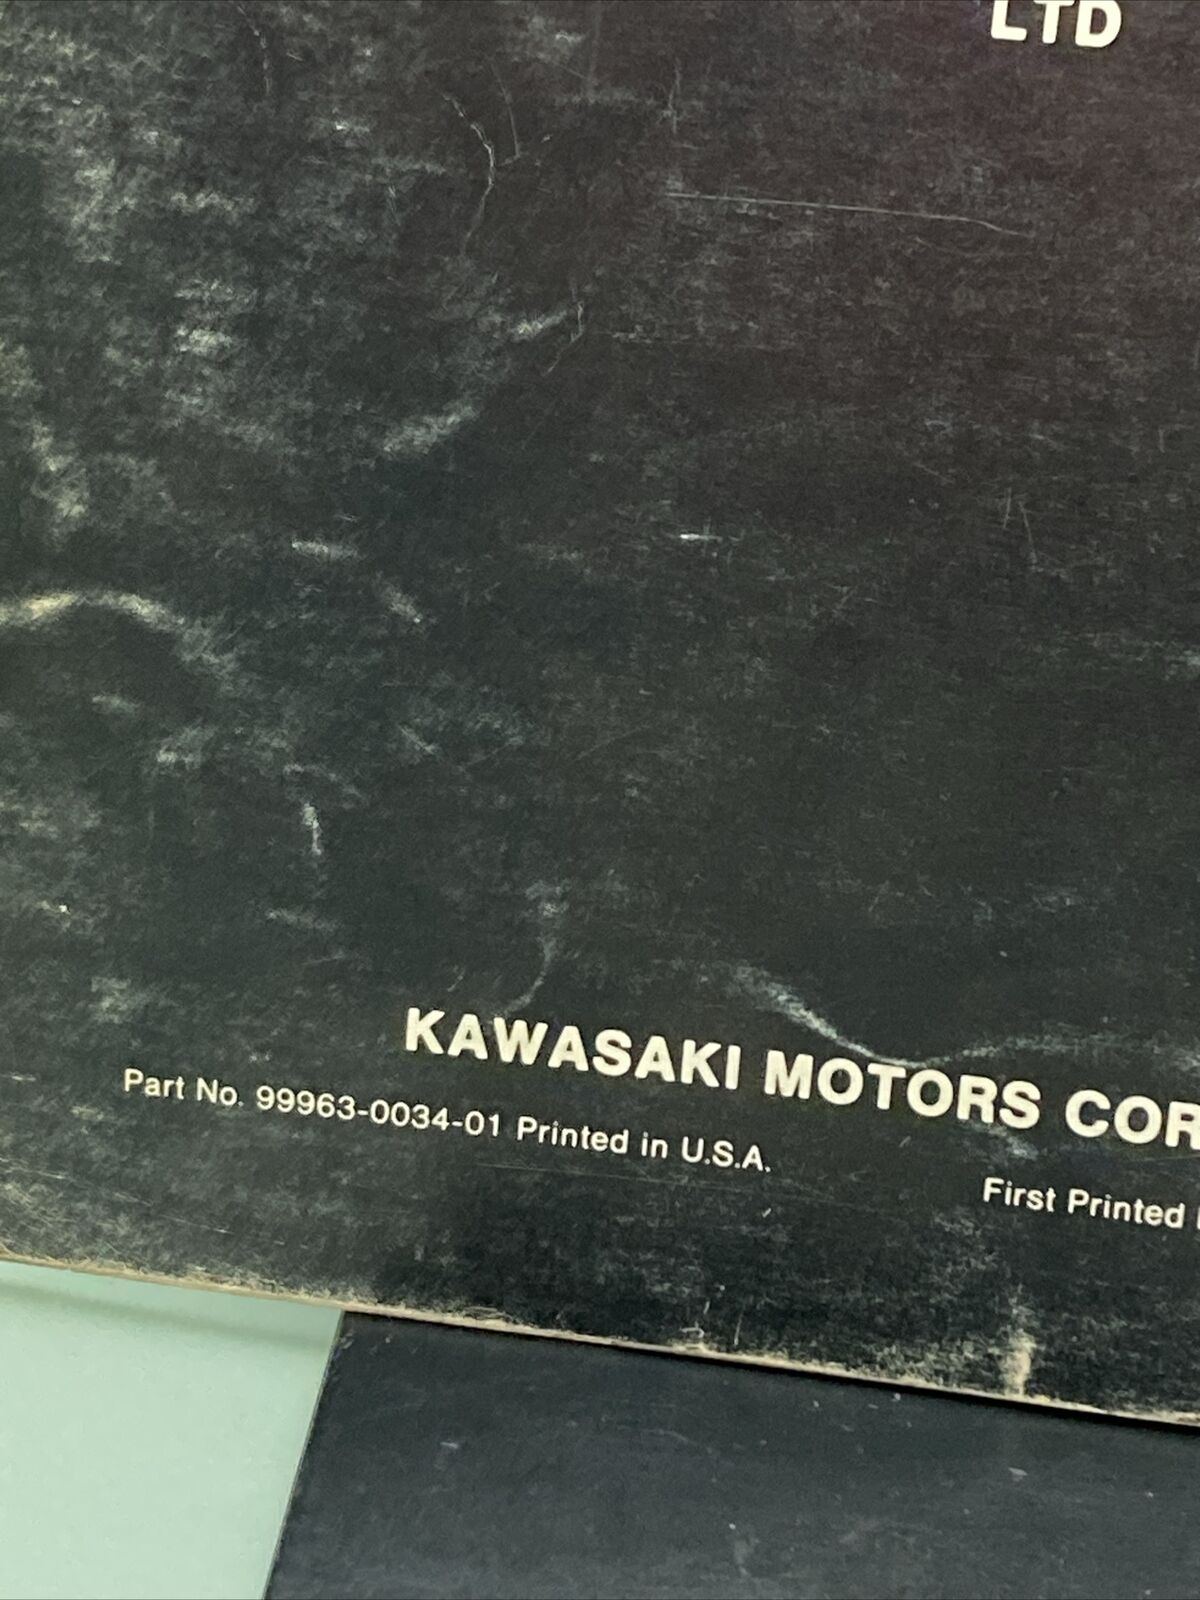 LTD
KAWASAKI MOTORS COR
Part No. 99963-0034-01 Printed in U.S.A.
First Printed